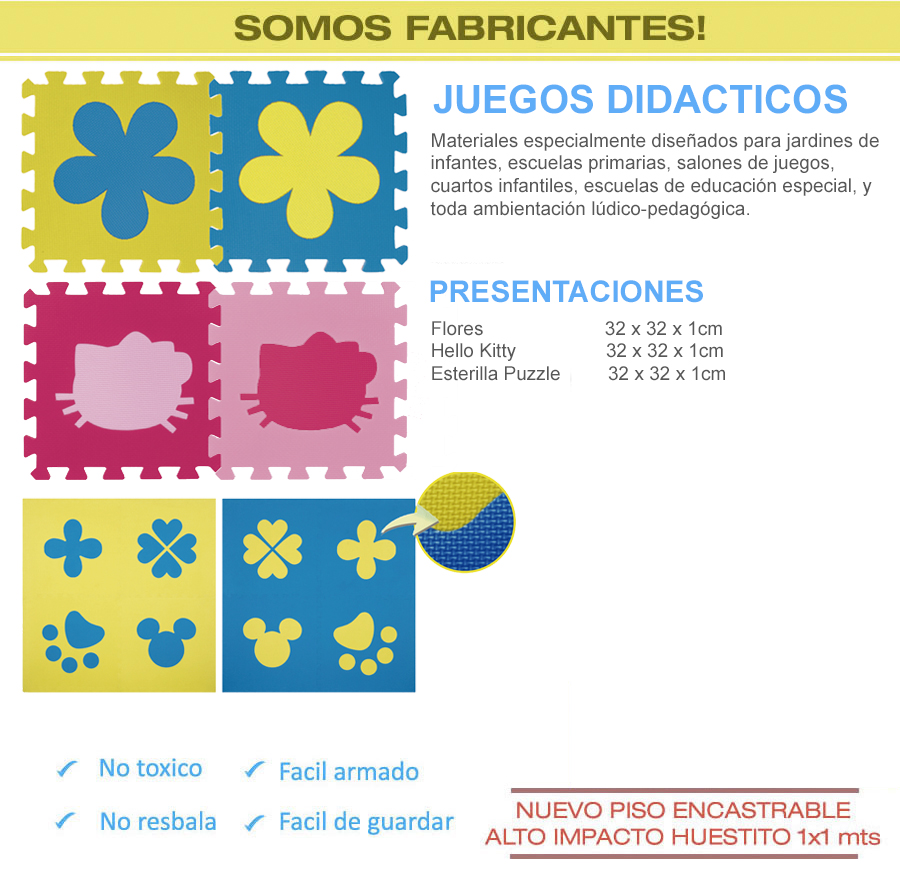 SOMOS FABRICANTES!
JUEGOS DIDACTICOS
Materiales especialmente diseñados para jardines de
infantes, escuelas primarias, salones de juegos,
cuartos infantiles, escuelas de educación especial, y
toda ambientación lúdico-pedagógica.
PRESENTACIONES
Flores 32 x 32 x 1cm
Hello Kitty 32 x 32 x 1cm
Esterilla Puzzle 32 x 32 x 1cm
No toxico
Facil armado
No resbala
Facil de guardar
NUEVO PISO ENCASTRABLE
ALTO IMPACTO HUESTITO 1x1 mts